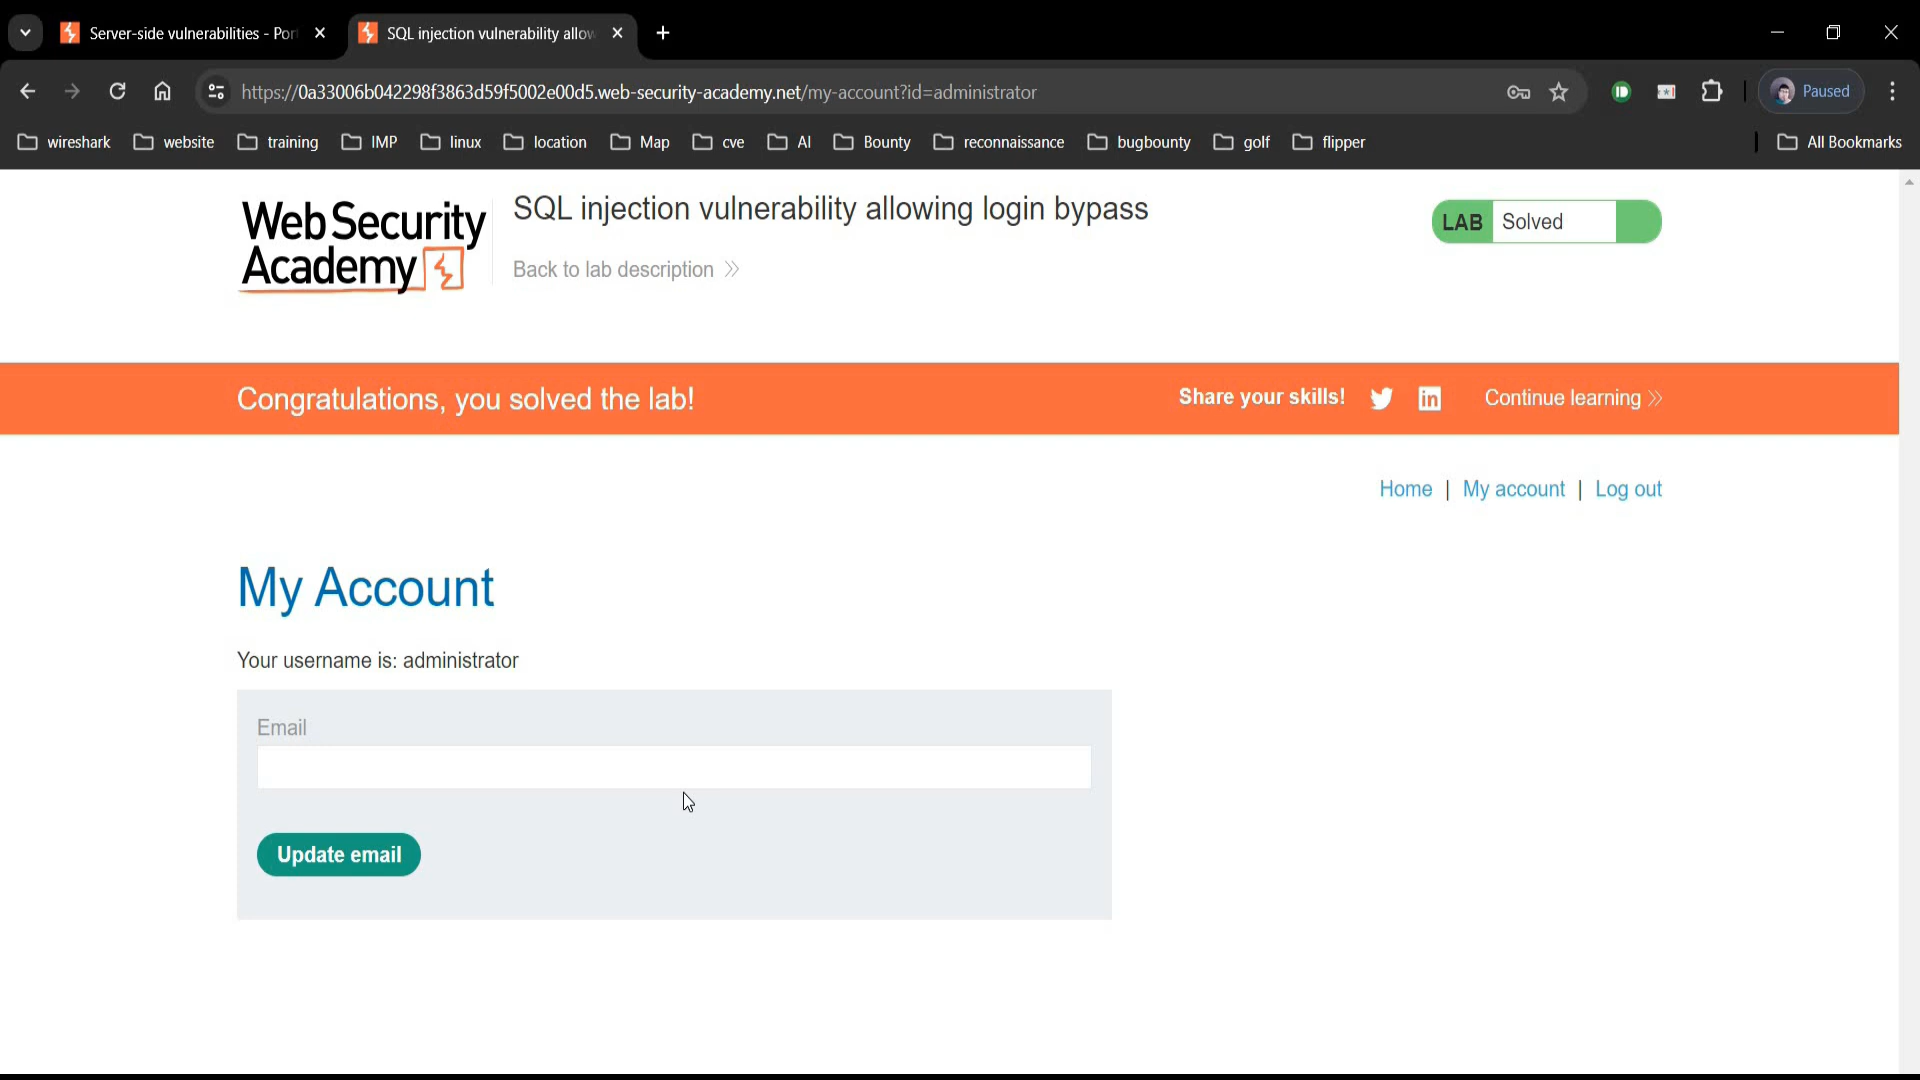 Server-side vulnerabilities - Por
SQL injection vulnerability allow
https://0a33006b042298f3863d59f5002e00d5.web-security-academy.net/my-account?id=administrator
Paused
wireshark
website
training
IMP
linux
location
Map
cve
AI
Bounty
reconnaissance
bugbounty
golf
flipper
All Bookmarks
WebSecurity
Academy
SQL injection vulnerability allowing login bypass
Back to lab description
LAB Solved
Congratulations, you solved the lab!
Share your skills!
Continue learning
Home | My account | Log out
My Account
Your username is: administrator
Email
Update email